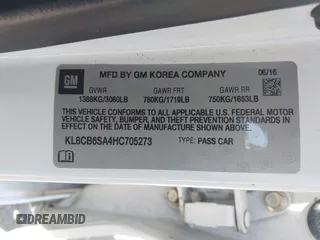 GM
MFD BY GM KOREA COMPANY
06/16
GVWR GAWR FRT GAWR RR
1388KG/3060LB 780KG/1719LB 750KG/1653LB
THIS VEHICLE CONFORMS TO ALL APPLICABLE U.S. FEDERAL MOTOR
VEHICLE SAFETY, BUMPER, AND THEFT PREVENTION STANDARDS
IN EFFECT ON THE DATE OF MANUFACTURE SHOWN ABOVE.
KL8CB6SA4HC705273 TYPE: PASS CAR
DREAMBID